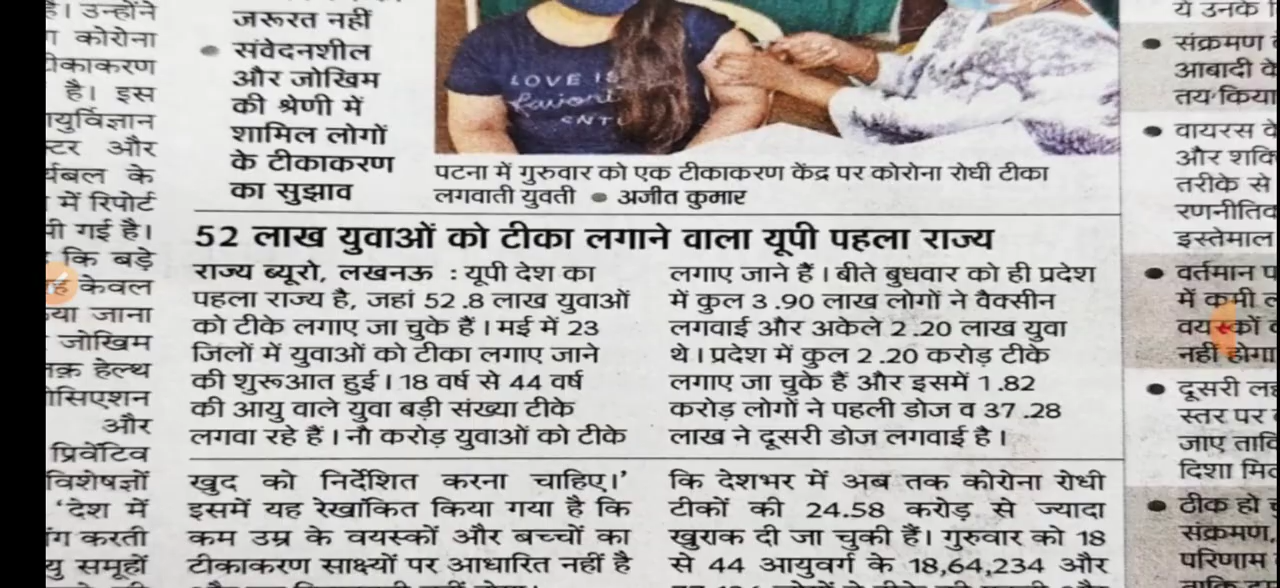 है। उन्होंने
कोरोना
टीकाकरण
है। इस
आयुर्विज्ञान
और
के
में रिपोर्ट
गई है।
कि बड़े
केवल
जाना
जोखिम
हेल्थ
और
प्रिवेंटिव
विशेषज्ञों
'देश में
करती
समूहों
जरूरत नहीं
● संवेदनशील
और जोखिम
की श्रेणी में
शामिल लोगों
के टीकाकरण
का सुझाव
LOVE IS
पटना में गुरुवार को एक टीकाकरण केंद्र पर कोरोना रोधी टीका
लगवाती युवती ● अजीत कुमार
52 लाख युवाओं को टीका लगाने वाला यूपी पहला राज्य
राज्य ब्यूरो, लखनऊ : यूपी देश का
पहला राज्य है, जहां 52.8 लाख युवाओं
को टीके लगाए जा चुके हैं। मई में 23
जिलों में युवाओं को टीका लगाए जाने
की शुरूआत हुई। 18 वर्ष से 44 वर्ष
की आयु वाले युवा बड़ी संख्या टीके
लगवा रहे हैं। नौ करोड़ युवाओं को टीके
लगाए जाने हैं। बीते बुधवार को ही प्रदेश
में कुल 3.90 लाख लोगों ने वैक्सीन
लगवाई और अकेले 2.20 लाख युवा
थे। प्रदेश में कुल 2.20 करोड़ टीके
लगाए जा चुके हैं और इसमें 1.82
करोड़ लोगों ने पहली डोज व 37.28
लाख ने दूसरी डोज लगवाई है।
खुद को निर्देशित करना चाहिए।'
इसमें यह रेखांकित किया गया है कि
कम उम्र के वयस्कों और बच्चों का
टीकाकरण साक्ष्यों पर आधारित नहीं है
कि देशभर में अब तक कोरोना रोधी
टीकों की 24.58 करोड़ से ज्यादा
खुराक दी जा चुकी हैं। गुरुवार को 18
से 44 आयुवर्ग के 18,64,234 और
ये उनके
● संक्रमण
आबादी के
तय किया
● वायरस के
और शक्ति
तरीके से
रणनीतिक
इस्तेमाल
● वर्तमान
में कमी
वयस्कों
नहीं होगा
● दूसरी
स्तर पर
जाए ताकि
दिशा
● ठीक हो
संक्रमण,
परिणाम